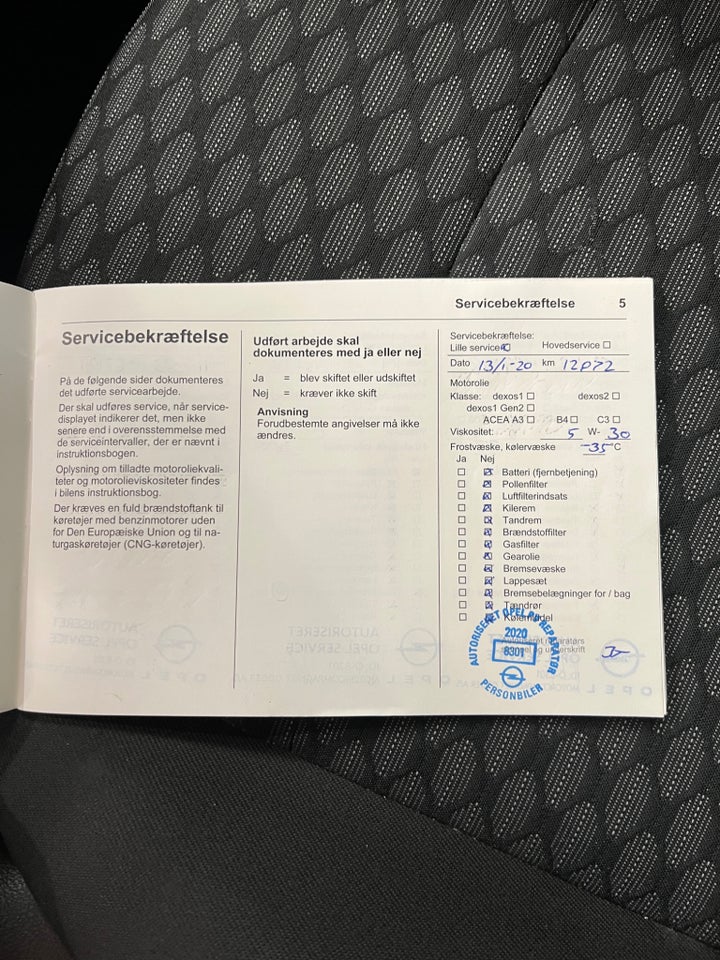 Servicebekræftelse 5
Servicebekræftelse
På de følgende sider dokumenteres
det udførte servicearbejde.
Der skal udføres service, når service-
displayet indikerer det, men ikke
senere end i overensstemmelse med
de serviceintervaller, der er nævnt i
instruktionsbogen.
Oplysning om tilladte motoroliekvali-
teter og motorolieviskositeter findes
i bilens instruktionsbog.
Der kræves en fuld brændstoftank til
køretøjer med benzinmotorer uden
for Den Europæiske Union og til na-
turgaskøretøjer (CNG-køretøjer).
Udført arbejde skal
dokumenteres med ja eller nej
Ja = blev skiftet eller udskiftet
Nej = kræver ikke skift
Anvisning
Forudbestemte angivelser må ikke
ændres.
Servicebekræftelse:
Lille service Hovedservice
Dato 13/1-20 km
Motorolie
Klasse: dexos1 dexos2
dexos1 Gen2
ACEA A3 B4 C3
Viskositet: 5 W- 30
Frostvæske, kølervæske -35 °C
Ja Nej
Batteri (fjernbetjening)
Pollenfilter
Luftfilterindsats
Kilerem
Tandrem
Brændstoffilter
Gasfilter
Gearolie
Bremsevæske
Lappesæt
Bremsebelægninger for / bag
Tændrør
Kølemiddel
AUTORISERET OPEL REPARATØR
2020
8301
PERSONBILER